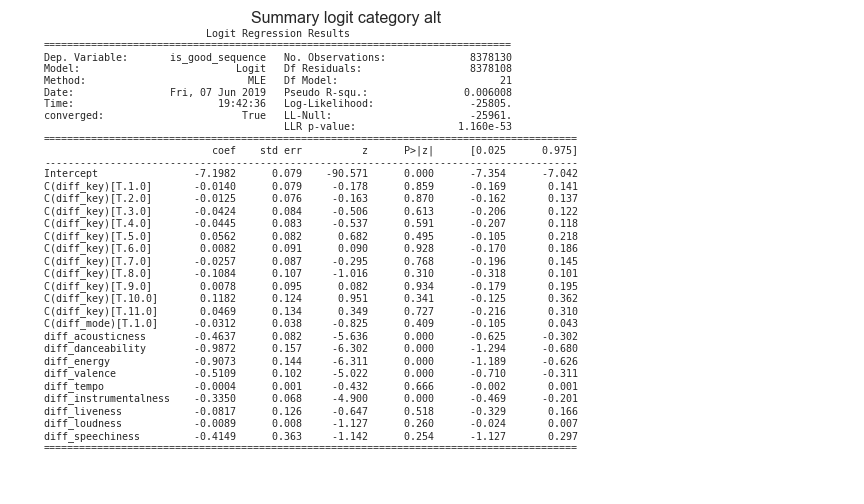 Summary logit category alt
Logit Regression Results
==============================================================================
Dep. Variable: is_good_sequence No. Observations: 8378130
Model: Logit Df Residuals: 8378108
Method: MLE Df Model: 21
Date: Fri, 07 Jun 2019 Pseudo R-squ.: 0.006008
Time: 19:42:36 Log-Likelihood: -25805.
converged: True LL-Null: -25961.
LLR p-value: 1.160e-53
=========================================================================================
coef std err z P>|z| [0.025 0.975]
-----------------------------------------------------------------------------------------
Intercept -7.1982 0.079 -90.571 0.000 -7.354 -7.042
C(diff_key)[T.1.0] -0.0140 0.079 -0.178 0.859 -0.169 0.141
C(diff_key)[T.2.0] -0.0125 0.076 -0.163 0.870 -0.162 0.137
C(diff_key)[T.3.0] -0.0424 0.084 -0.506 0.613 -0.206 0.122
C(diff_key)[T.4.0] -0.0445 0.083 -0.537 0.591 -0.207 0.118
C(diff_key)[T.5.0] 0.0562 0.082 0.682 0.495 -0.105 0.218
C(diff_key)[T.6.0] 0.0082 0.091 0.090 0.928 -0.170 0.186
C(diff_key)[T.7.0] -0.0257 0.087 -0.295 0.768 -0.196 0.145
C(diff_key)[T.8.0] -0.1084 0.107 -1.016 0.310 -0.318 0.101
C(diff_key)[T.9.0] 0.0078 0.095 0.082 0.934 -0.179 0.195
C(diff_key)[T.10.0] 0.1182 0.124 0.951 0.341 -0.125 0.362
C(diff_key)[T.11.0] 0.0469 0.134 0.349 0.727 -0.216 0.310
C(diff_mode)[T.1.0] -0.0312 0.038 -0.825 0.409 -0.105 0.043
diff_acousticness -0.4637 0.082 -5.636 0.000 -0.625 -0.302
diff_danceability -0.9872 0.157 -6.302 0.000 -1.294 -0.680
diff_energy -0.9073 0.144 -6.311 0.000 -1.189 -0.626
diff_valence -0.5109 0.102 -5.022 0.000 -0.710 -0.311
diff_tempo -0.0004 0.001 -0.432 0.666 -0.002 0.001
diff_instrumentalness -0.3350 0.068 -4.900 0.000 -0.469 -0.201
diff_liveness -0.0817 0.126 -0.647 0.518 -0.329 0.166
diff_loudness -0.0089 0.008 -1.127 0.260 -0.024 0.007
diff_speechiness -0.4149 0.363 -1.142 0.254 -1.127 0.297
=========================================================================================